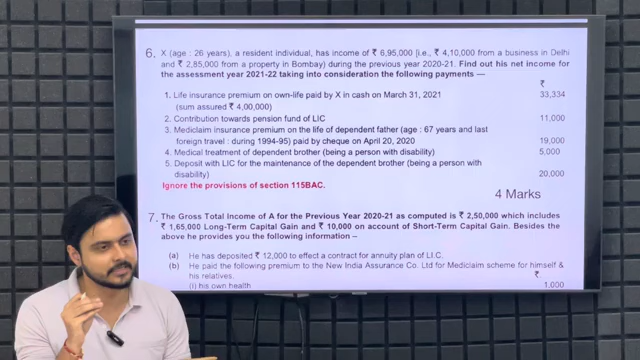 6. X (age : 26 years), a resident individual, has income of ₹ 6,95,000 [i.e., ₹ 4,10,000 from a business in Delhi
and ₹ 2,85,000 from a property in Bombay) during the previous year 2020-21. Find out his net income for
the assessment year 2021-22 taking into consideration the following payments —
₹
1. Life insurance premium on own-life paid by X in cash on March 31, 2021 33,334
(sum assured ₹ 4,00,000)
2. Contribution towards pension fund of LIC 11,000
3. Mediclaim insurance premium on the life of dependent father (age : 67 years and last
foreign travel : during 1994-95) paid by cheque on April 20, 2020 19,000
4. Medical treatment of dependent brother (being a person with disability) 5,000
5. Deposit with LIC for the maintenance of the dependent brother (being a person with
disability) 20,000
Ignore the provisions of section 115BAC.
4 Marks
7. The Gross Total Income of A for the Previous Year 2020-21 as computed is ₹ 2,50,000 which includes
₹ 1,65,000 Long-Term Capital Gain and ₹ 10,000 on account of Short-Term Capital Gain. Besides the
above he provides you the following information –
(a) He has deposited ₹ 12,000 to effect a contract for annuity plan of LI.C.
(b) He paid the following premium to the New India Assurance Co. Ltd for Mediclaim scheme for himself &
his relatives. ₹.
(I) his own health 1,000